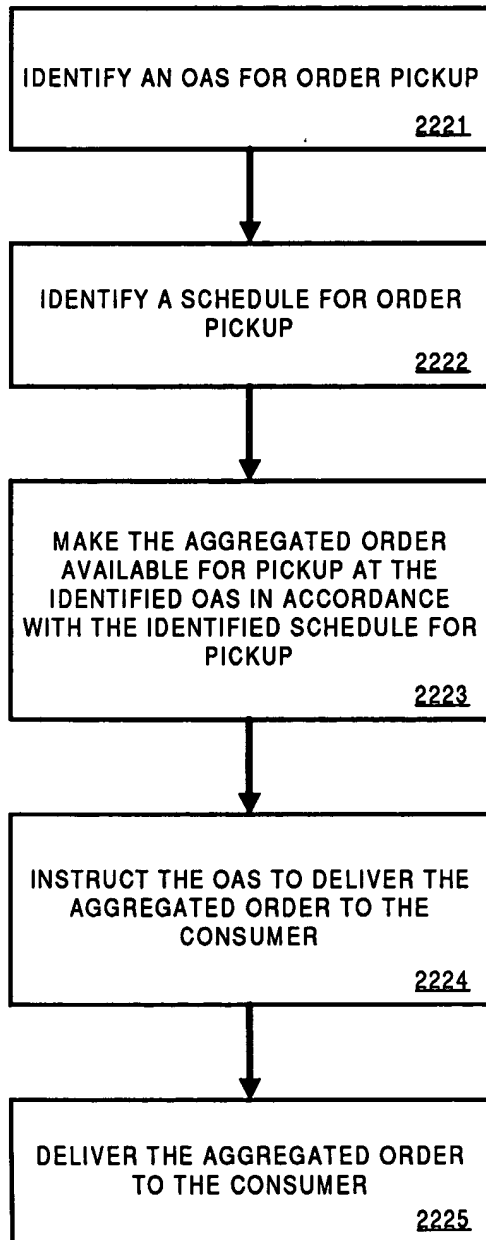 IDENTIFY AN OAS FOR ORDER PICKUP
2221
IDENTIFY A SCHEDULE FOR ORDER
PICKUP
2222
MAKE THE AGGREGATED ORDER
AVAILABLE FOR PICKUP AT THE
IDENTIFIED OAS IN ACCORDANCE
WITH THE IDENTIFIED SCHEDULE FOR
PICKUP
2223
INSTRUCT THE OAS TO DELIVER THE
AGGREGATED ORDER TO THE
CONSUMER
2224
DELIVER THE AGGREGATED ORDER
TO THE CONSUMER
2225